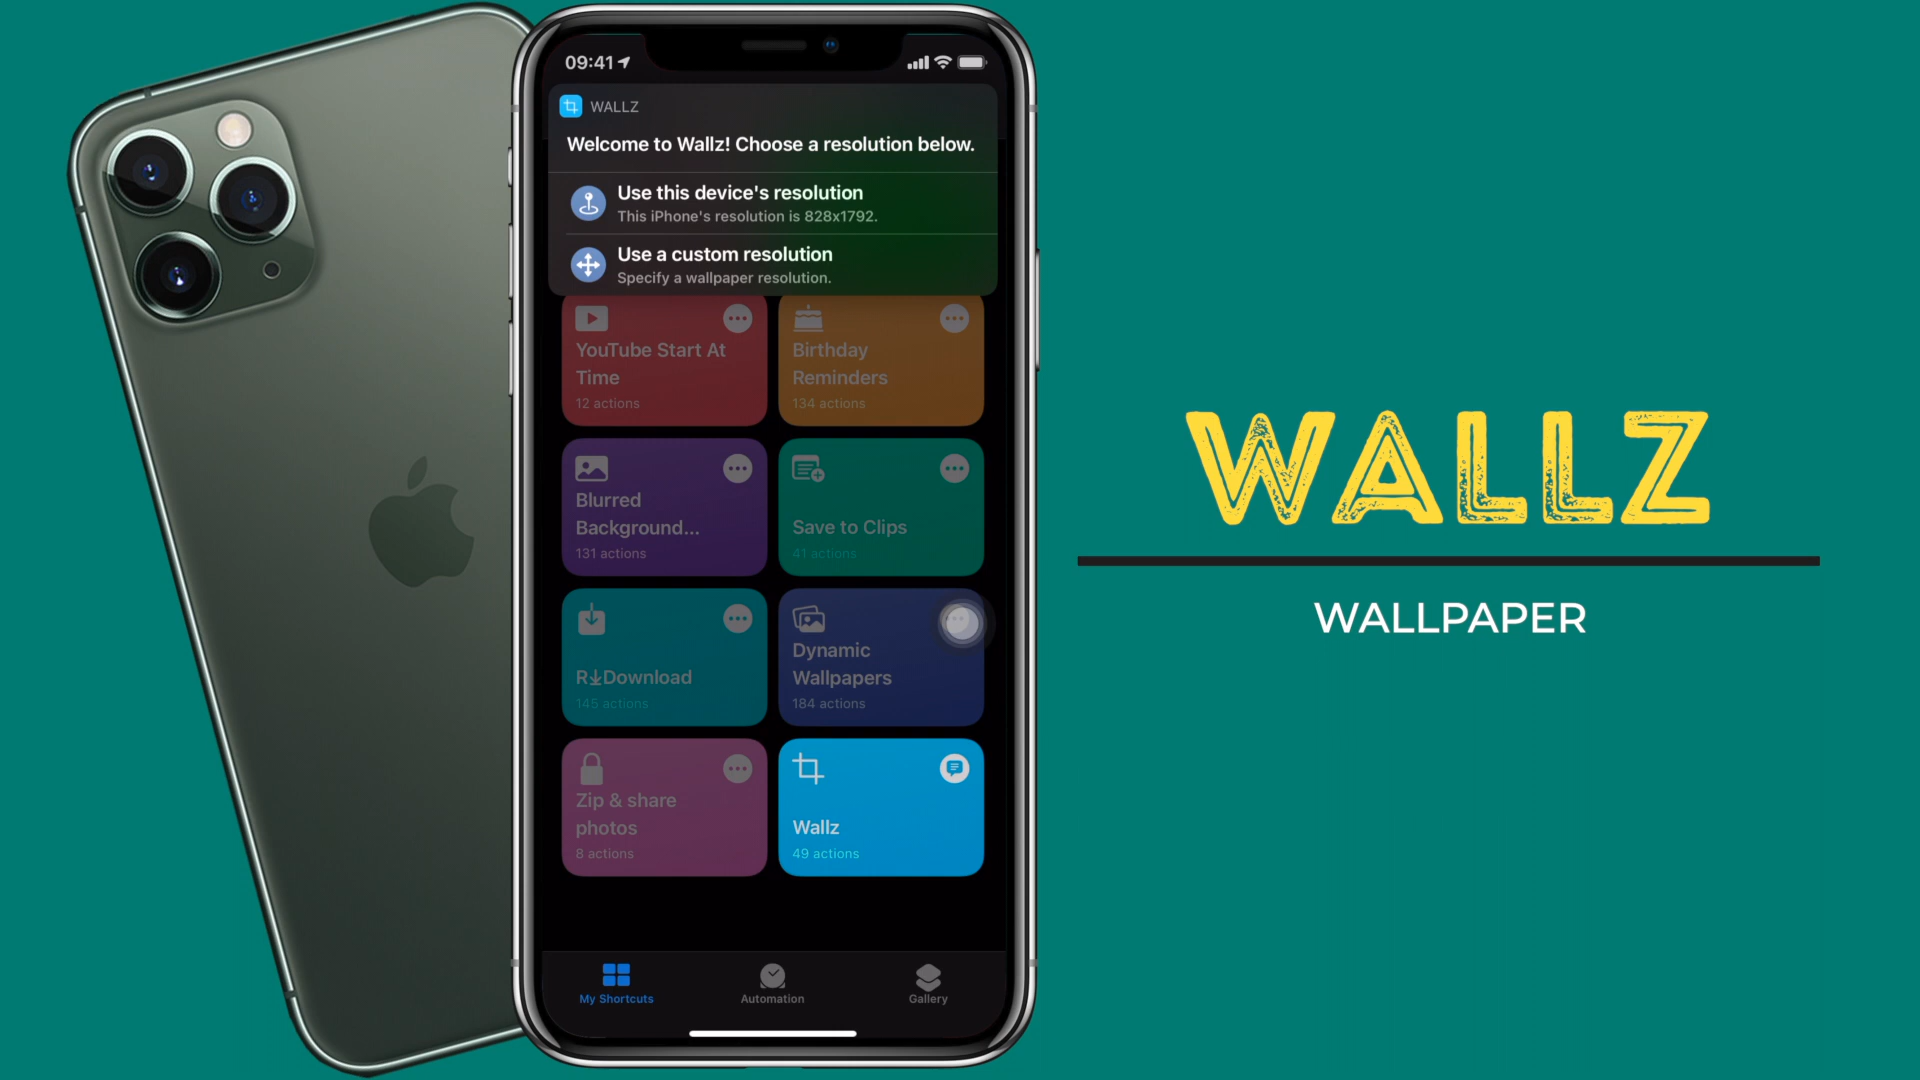 09:41
WALLZ
Welcome to Wallz! Choose a resolution below.
Use this device's resolution
This iPhone's resolution is 828x1792.
Use a custom resolution
Specify a wallpaper resolution.
YouTube Start At
Time
12 actions
Birthday
Reminders
134 actions
Blurred
Background...
131 actions
Save to Clips
41 actions
R↓Download
145 actions
Dynamic
Wallpapers
184 actions
Zip & share
photos
8 actions
Wallz
49 actions
My Shortcuts
Automation
Gallery
WALLZ
WALLPAPER